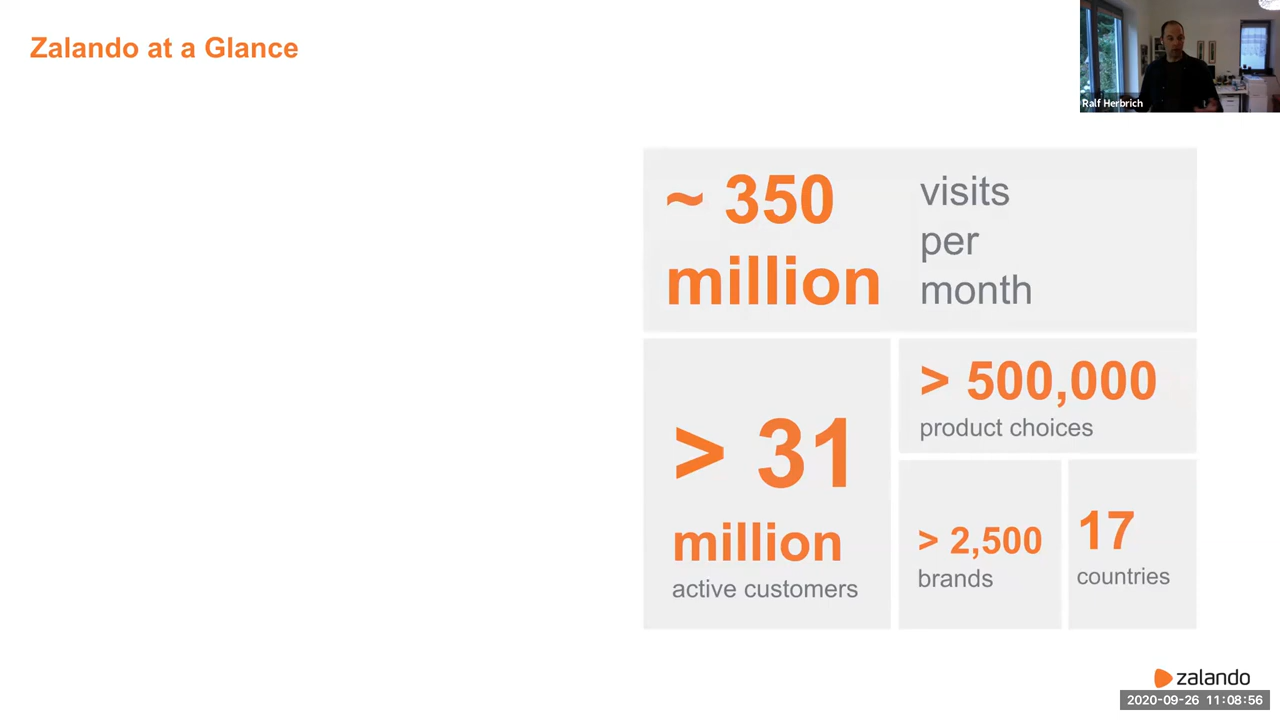 Zalando at a Glance
Ralf Herbrich
~ 350
million
visits
per
month
> 31
million
active customers
> 500,000
product choices
> 2,500
brands
17
countries
zalando
2020-09-26 11:08:56